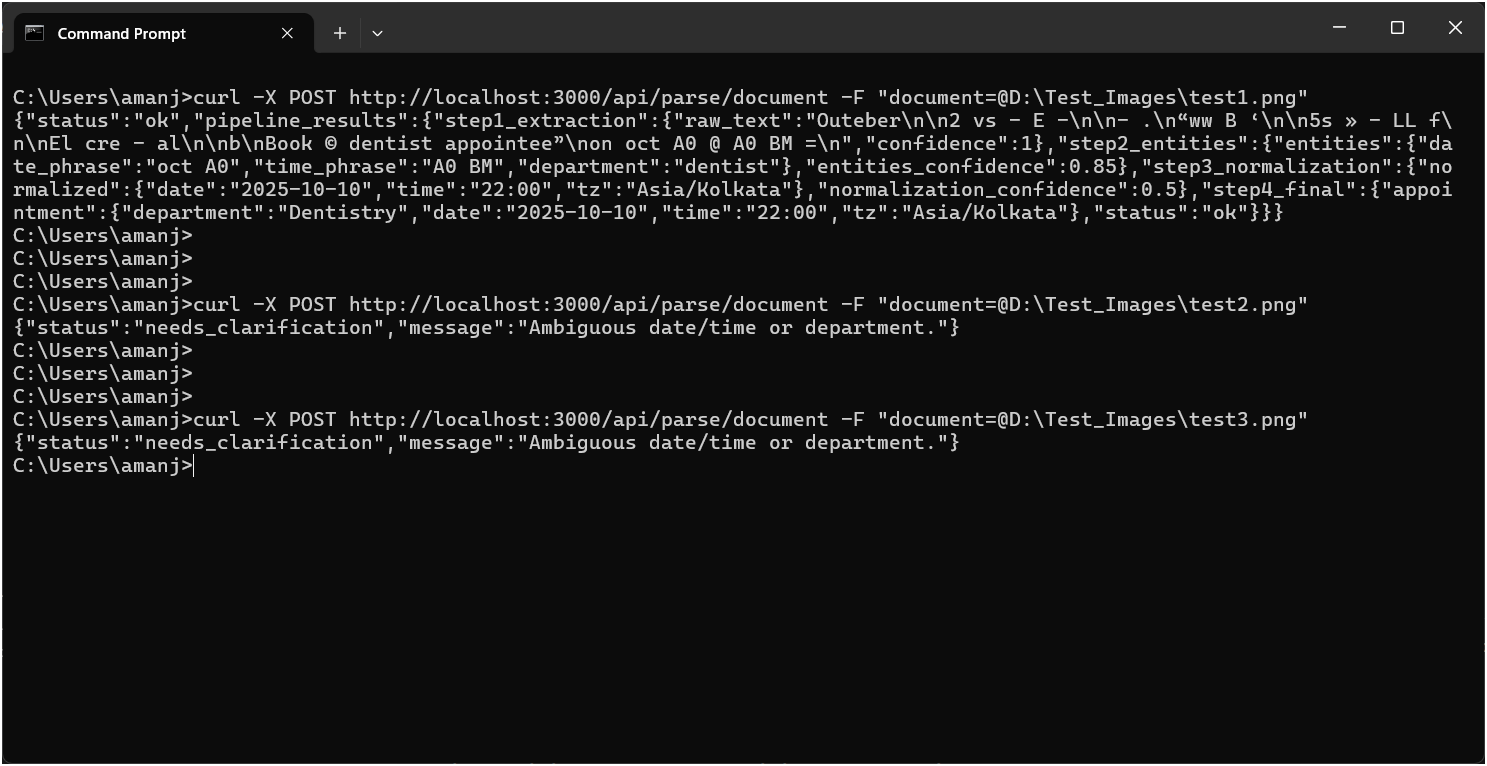 Command Prompt
C:\Users\amanj>curl -X POST http://localhost:3000/api/parse/document -F "document=@D:\Test_Images\test1.png"
{"status":"ok","pipeline_results":{"step1_extraction":{"raw_text":"Outeber\n\n2 vs - E -\n\n- .\n“ww B ‘\n\n5s » - LL f\
n\nEl cre - al\n\nb\nBook © dentist appointee”\non oct A0 @ A0 BM =\n","confidence":1},"step2_entities":{"entities":{"da
te_phrase":"oct A0","time_phrase":"A0 BM","department":"dentist"},"entities_confidence":0.85},"step3_normalization":{"no
rmalized":{"date":"2025-10-10","time":"22:00","tz":"Asia/Kolkata"},"normalization_confidence":0.5},"step4_final":{"appoi
ntment":{"department":"Dentistry","date":"2025-10-10","time":"22:00","tz":"Asia/Kolkata"},"status":"ok"}}}
C:\Users\amanj>
C:\Users\amanj>
C:\Users\amanj>
C:\Users\amanj>curl -X POST http://localhost:3000/api/parse/document -F "document=@D:\Test_Images\test2.png"
{"status":"needs_clarification","message":"Ambiguous date/time or department."}
C:\Users\amanj>
C:\Users\amanj>
C:\Users\amanj>
C:\Users\amanj>curl -X POST http://localhost:3000/api/parse/document -F "document=@D:\Test_Images\test3.png"
{"status":"needs_clarification","message":"Ambiguous date/time or department."}
C:\Users\amanj>